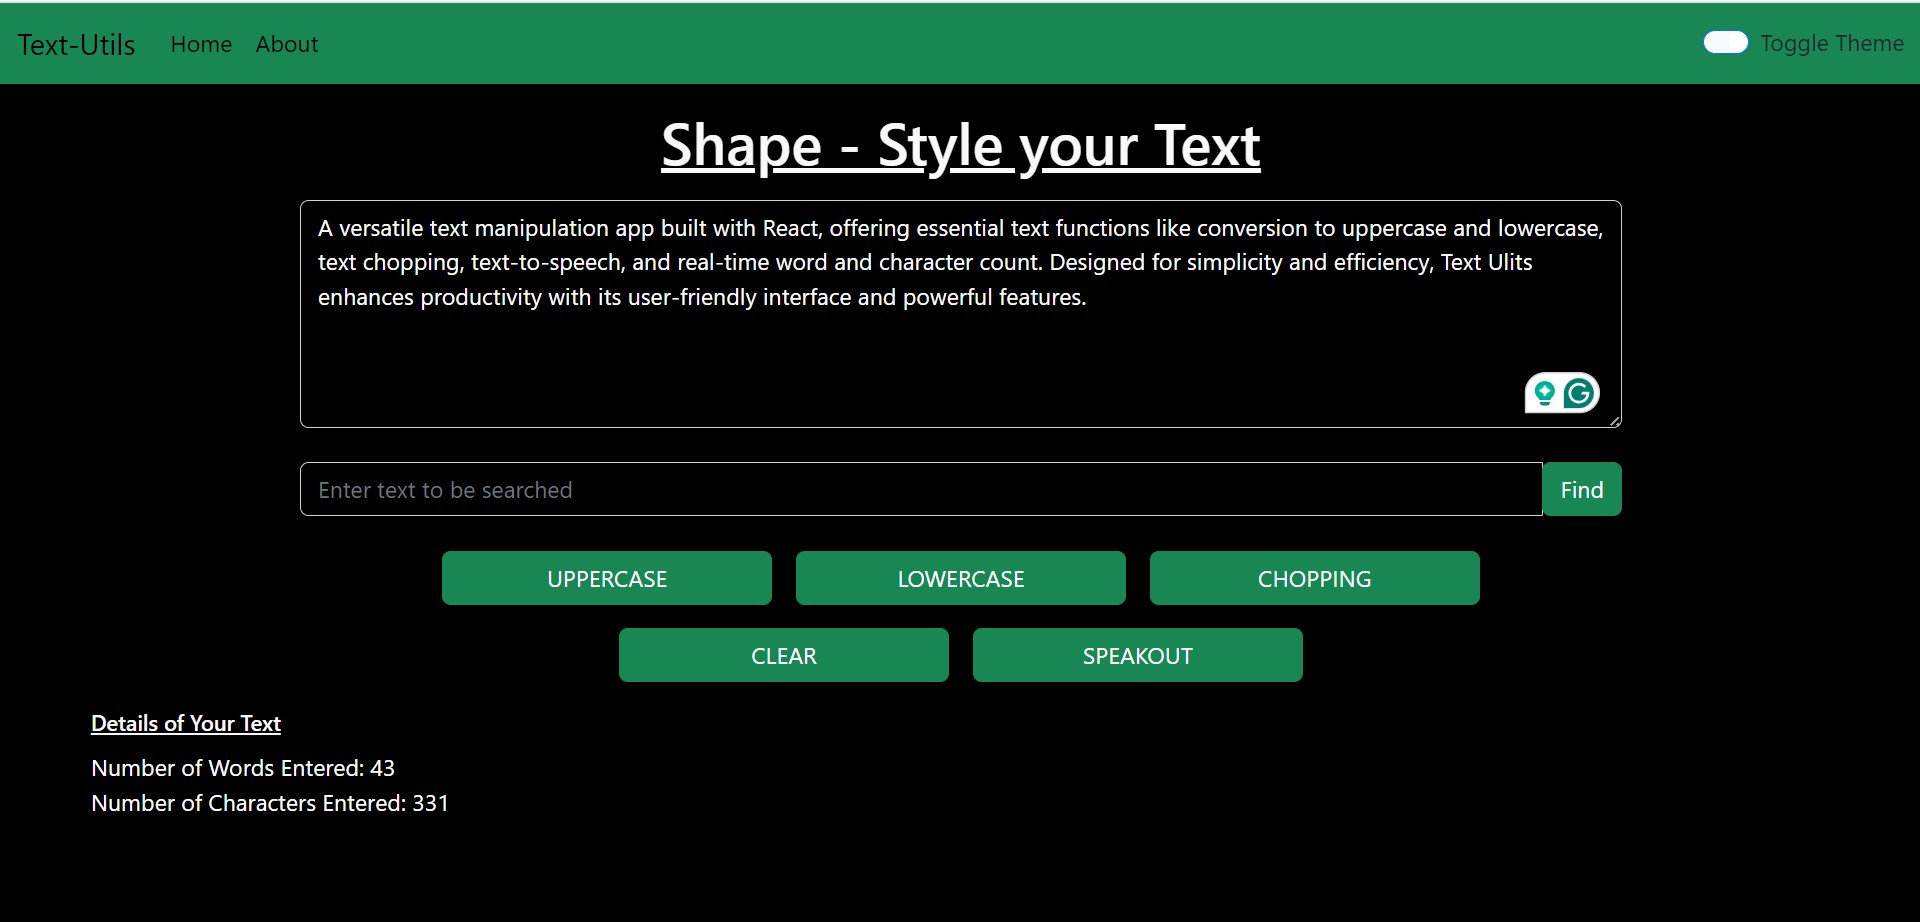 Text-Utils Home About Toggle Theme
Shape - Style your Text
A versatile text manipulation app built with React, offering essential text functions like conversion to uppercase and lowercase,
text chopping, text-to-speech, and real-time word and character count. Designed for simplicity and efficiency, Text Ulits
enhances productivity with its user-friendly interface and powerful features.
Enter text to be searched Find
UPPERCASE LOWERCASE CHOPPING
CLEAR SPEAKOUT
Details of Your Text
Number of Words Entered: 43
Number of Characters Entered: 331